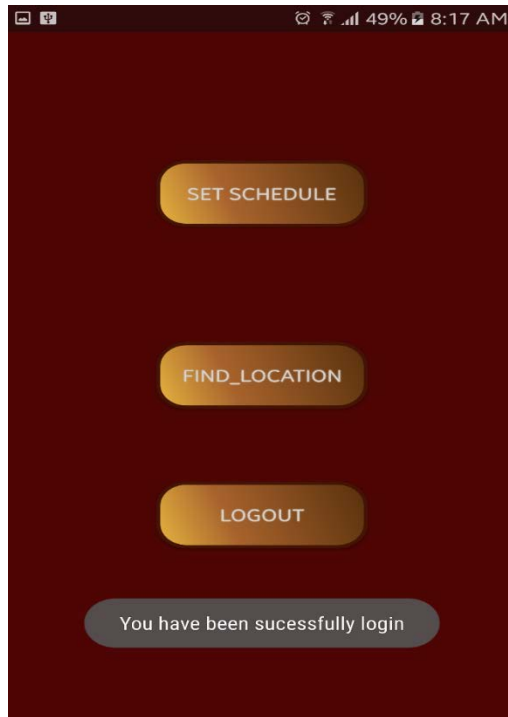 49% 8:17 AM
SET SCHEDULE
FIND_LOCATION
LOGOUT
You have been sucessfully login